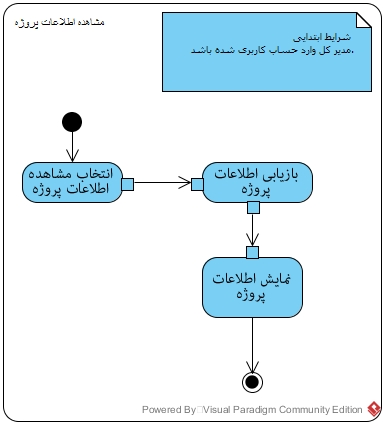 مشاهده اطلاعات پروژه
شرایط ابتدایی
مدیر کل وارد حساب کاربری شده باشد.
انتخاب مشاهده
اطلاعات پروژه
بازیابی اطلاعات
پروژه
نمایش اطلاعات
پروژه
Powered By Visual Paradigm Community Edition